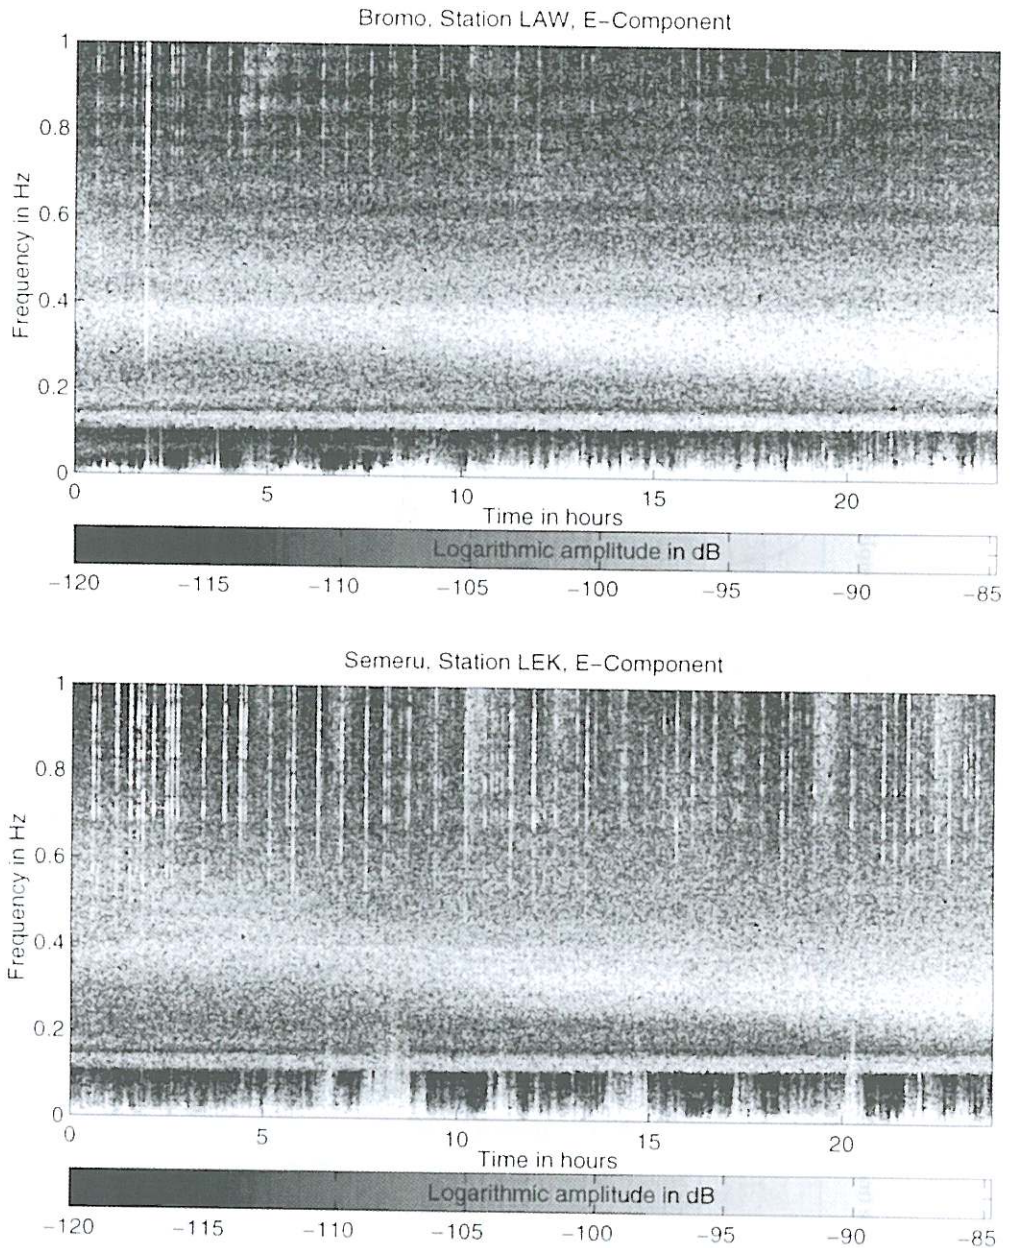 Bromo, Station LAW, E-Component
1
0.8
0.6
0.4
0.2
0
Frequency in Hz
0 5 10 15 20
Time in hours
Logarithmic amplitude in dB
-120 -115 -110 -105 -100 -95 -90 -85
Semeru, Station LEK, E-Component
1
0.8
0.6
0.4
0.2
0
Frequency in Hz
0 5 10 15 20
Time in hours
Logarithmic amplitude in dB
-120 -115 -110 -105 -100 -95 -90 -85